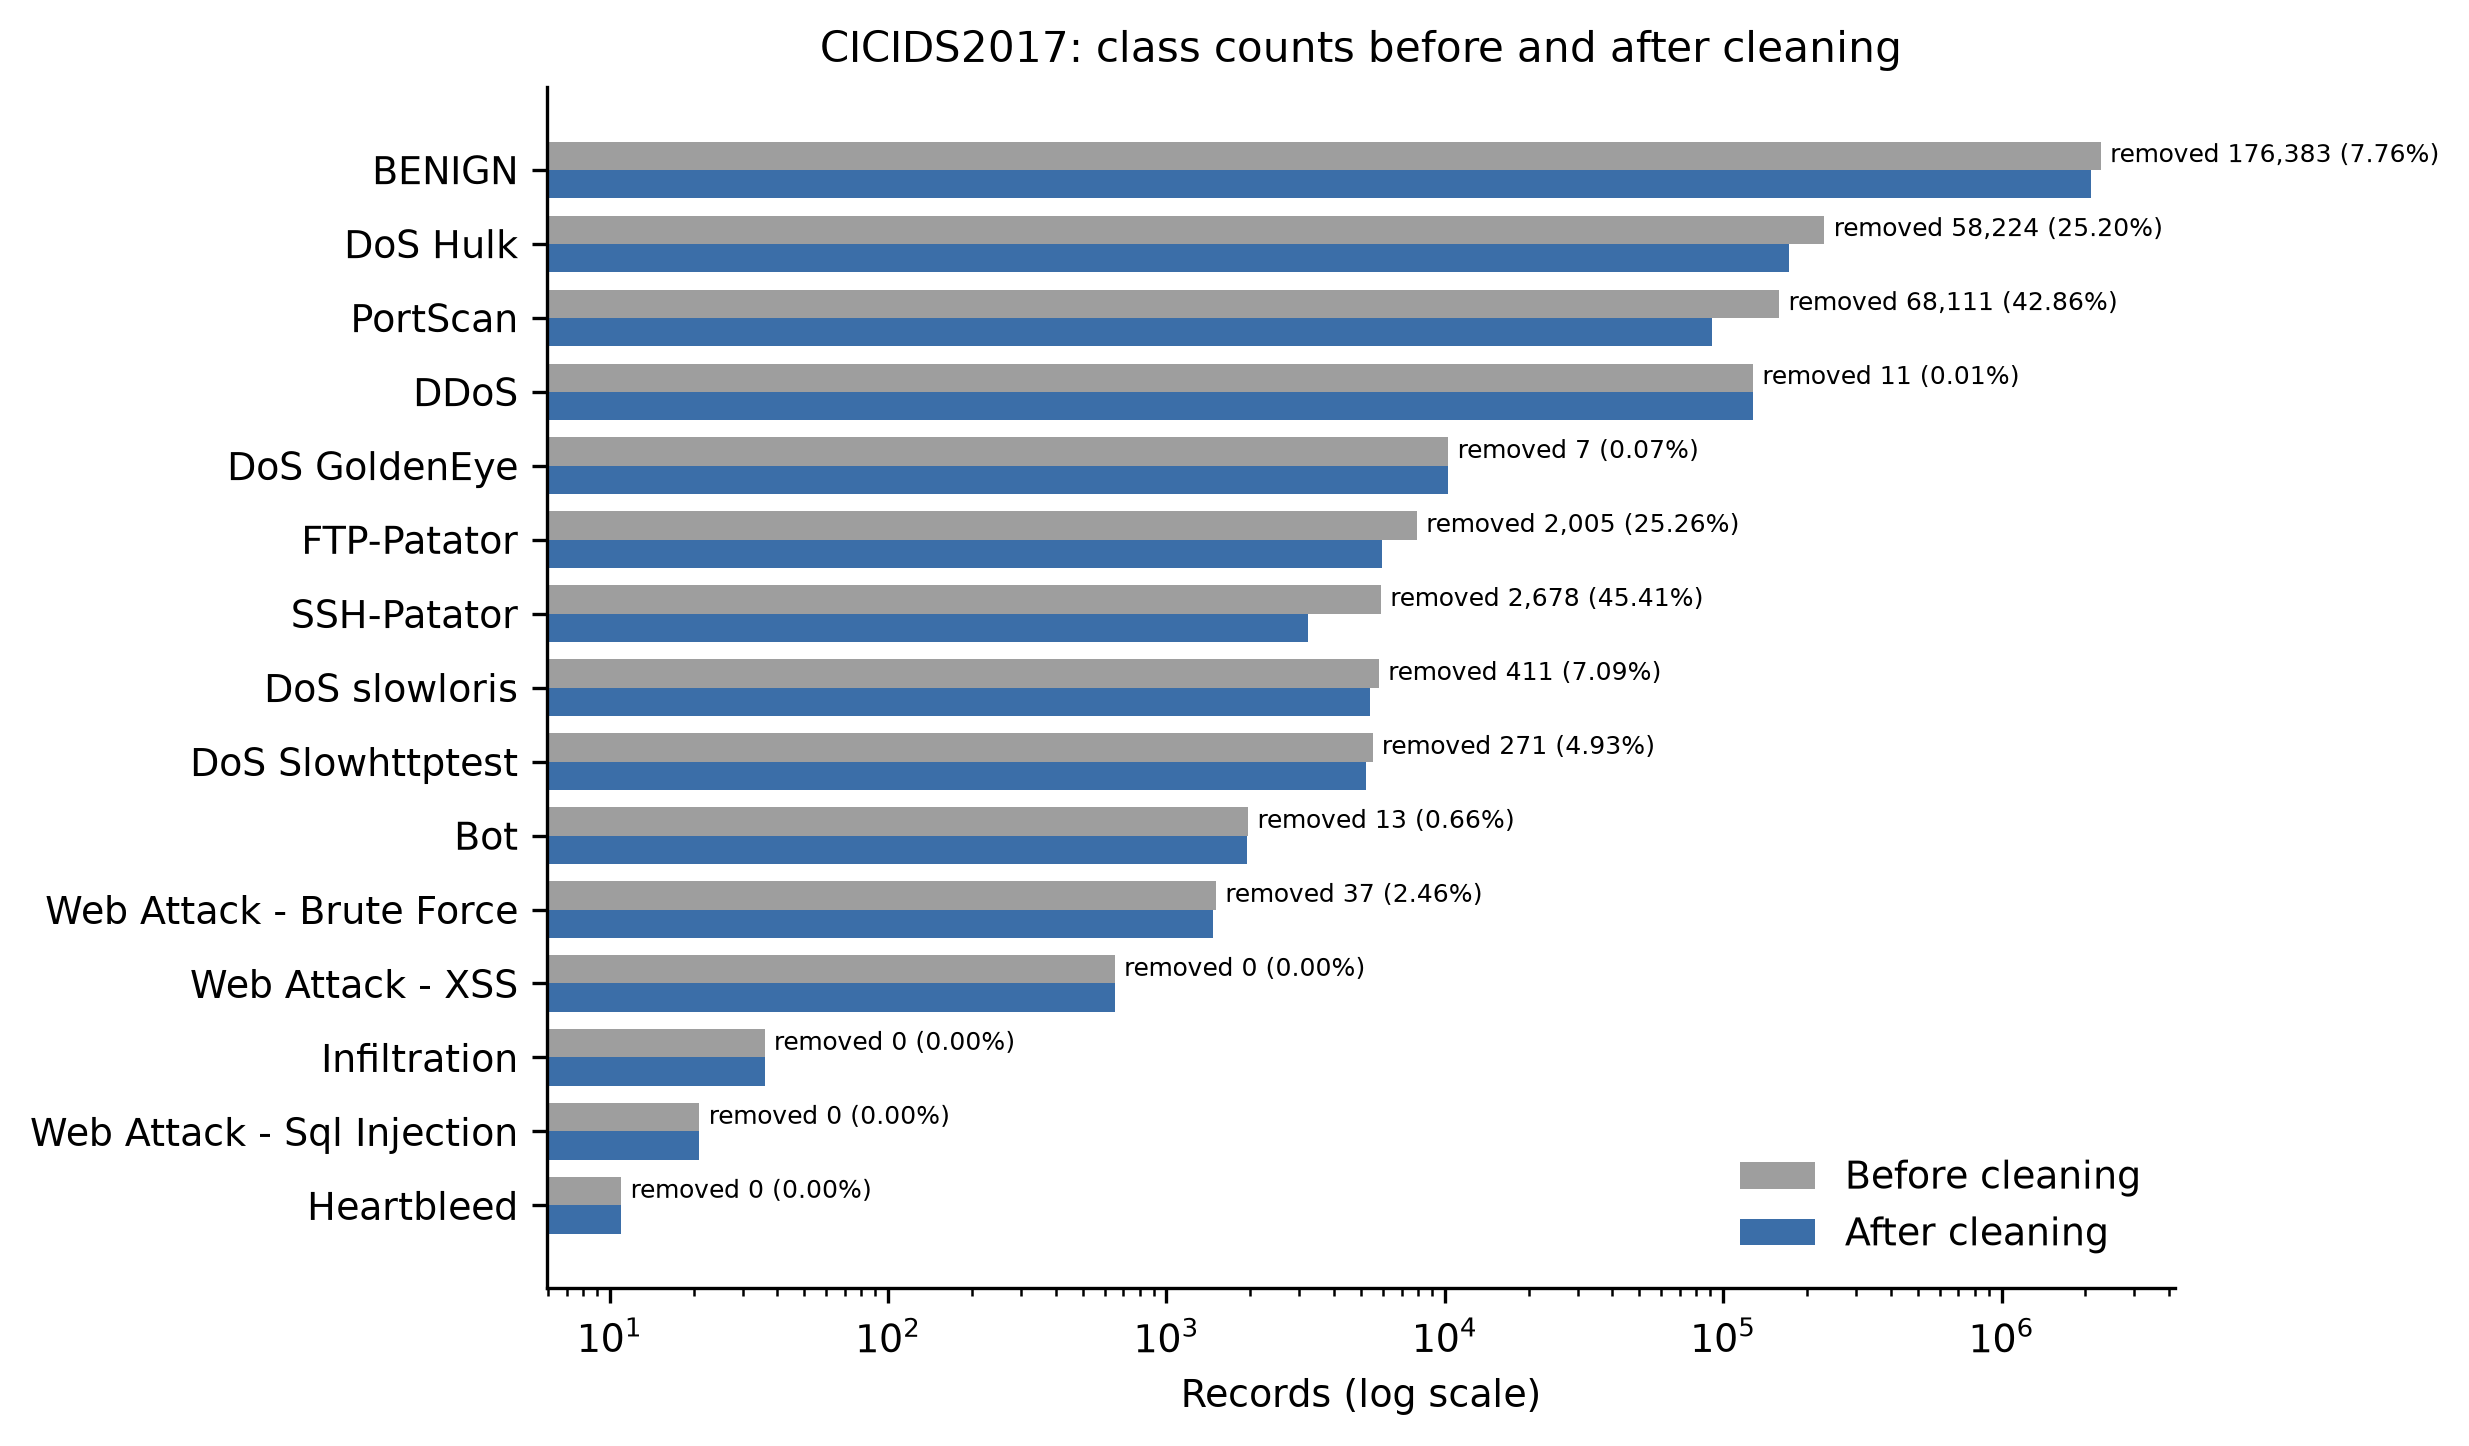 CICIDS2017: class counts before and after cleaning
BENIGN removed 176,383 (7.76%)
DoS Hulk removed 58,224 (25.20%)
PortScan removed 68,111 (42.86%)
DDoS removed 11 (0.01%)
DoS GoldenEye removed 7 (0.07%)
FTP-Patator removed 2,005 (25.26%)
SSH-Patator removed 2,678 (45.41%)
DoS slowloris removed 411 (7.09%)
DoS Slowhttptest removed 271 (4.93%)
Bot removed 13 (0.66%)
Web Attack - Brute Force removed 37 (2.46%)
Web Attack - XSS removed 0 (0.00%)
Infiltration removed 0 (0.00%)
Web Attack - Sql Injection removed 0 (0.00%)
Heartbleed removed 0 (0.00%)
Before cleaning
After cleaning
10¹ 10² 10³ 10⁴ 10⁵ 10⁶
Records (log scale)